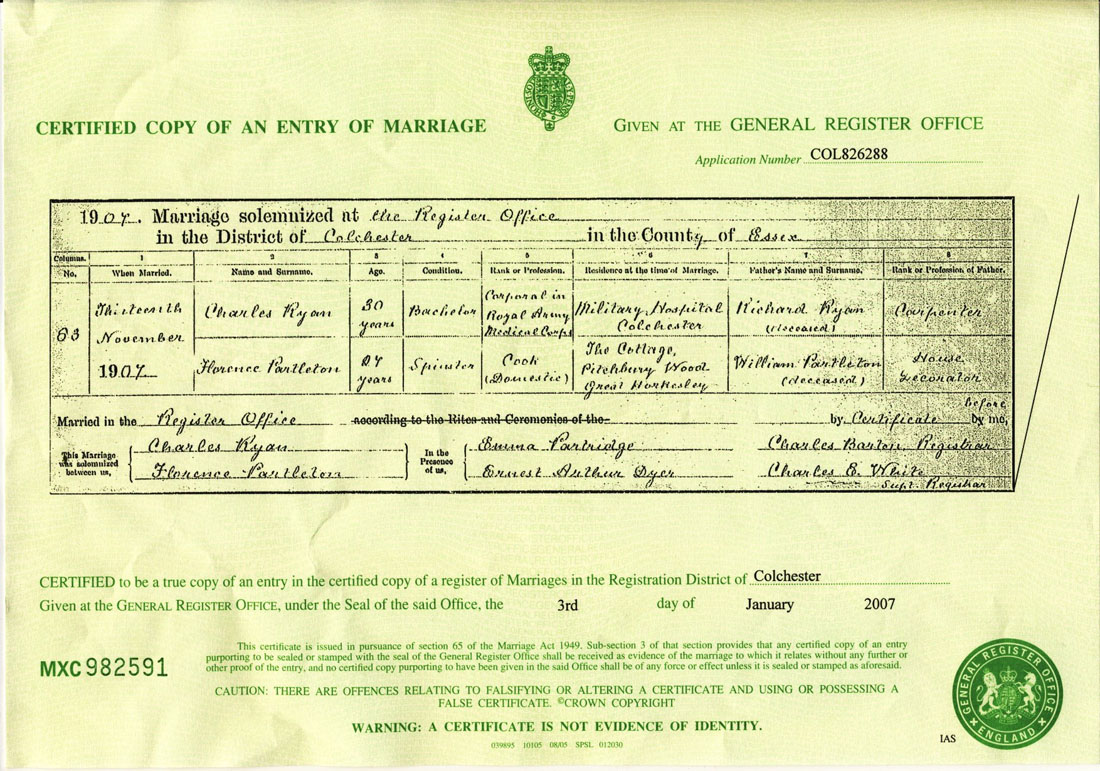 CERTIFIED COPY OF AN ENTRY OF MARRIAGE
GIVEN AT THE GENERAL REGISTER OFFICE
Application Number COL826288
1907. Marriage solemnized at the Register Office
in the District of Colchester in the County of Essex
Columns. 1 2 3 4 5 6 7 8
No. When Married. Name and Surname. Age. Condition. Rank or Profession. Residence at the time of Marriage. Father's Name and Surname. Rank or Profession of Father.
63 Thirteenth November 1907
Charles Ryan 30 years Bachelor Corporal in Royal Army Medical Corps Military Hospital Colchester Richard Ryan (deceased) Carpenter
Florence Partleton 27 years Spinster Cook (Domestic) The Cottage, Pitchbury Wood Great Horkesley William Partleton (deceased) House Decorator
Married in the Register Office according to the Rites and Ceremonies of the by Certificate before by me,
This Marriage was solemnized between us,
Charles Ryan
Florence Partleton
In the Presence of us,
Emma Partridge
Ernest Arthur Dyer
Charles Barton Registrar
Charles E. White
Supt. Registrar
CERTIFIED to be a true copy of an entry in the certified copy of a register of Marriages in the Registration District of Colchester
Given at the GENERAL REGISTER OFFICE, under the Seal of the said Office, the 3rd day of January 2007
MXC 982591
This certificate is issued in pursuance of section 65 of the Marriage Act 1949. Sub-section 3 of that section provides that any certified copy of an entry
purporting to be sealed or stamped with the seal of the General Register Office shall be received as evidence of the marriage to which it relates without any further or
other proof of the entry, and no certified copy purporting to have been given in the said Office shall be of any force or effect unless it is sealed or stamped as aforesaid.
CAUTION: THERE ARE OFFENCES RELATING TO FALSIFYING OR ALTERING A CERTIFICATE AND USING OR POSSESSING A
FALSE CERTIFICATE. ©CROWN COPYRIGHT
WARNING: A CERTIFICATE IS NOT EVIDENCE OF IDENTITY.
039895 10105 08/05 SPSL 012030
IAS
GENERAL REGISTER OFFICE
ENGLAND